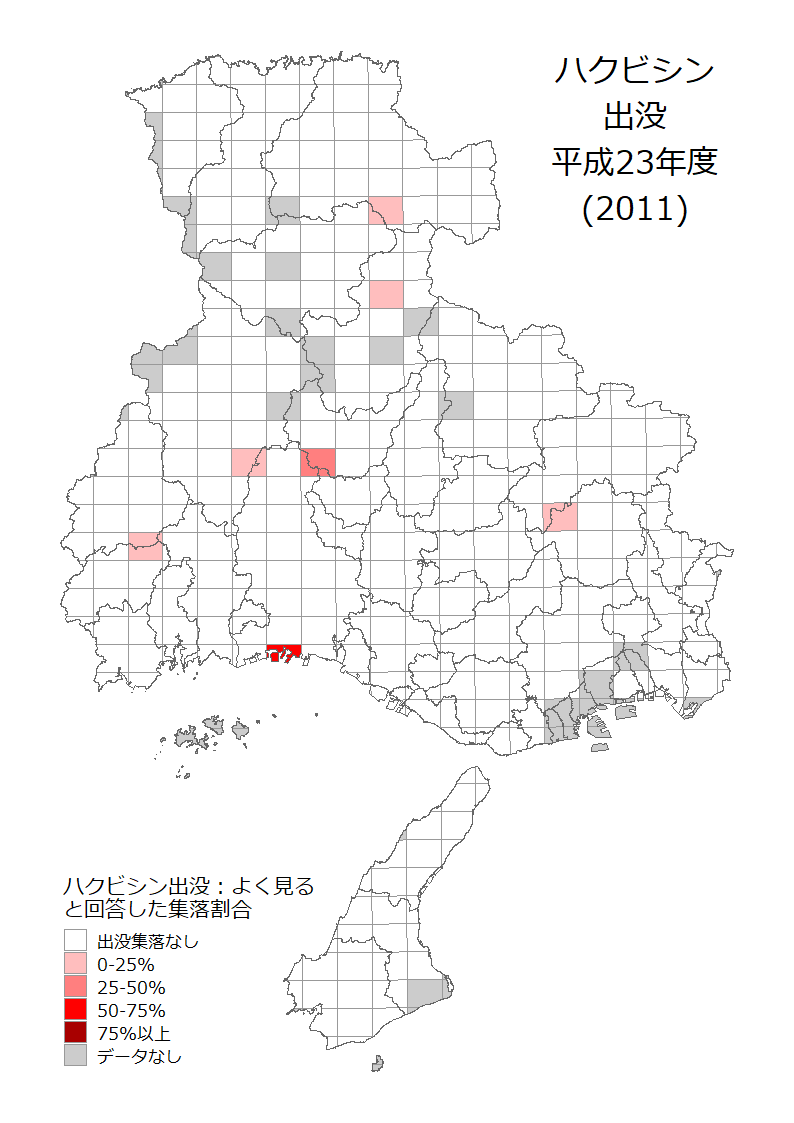 ハクビシン
出没
平成23年度
(2011)
ハクビシン出没：よく見る
と回答した集落割合
出没集落なし
0-25%
25-50%
50-75%
75%以上
データなし